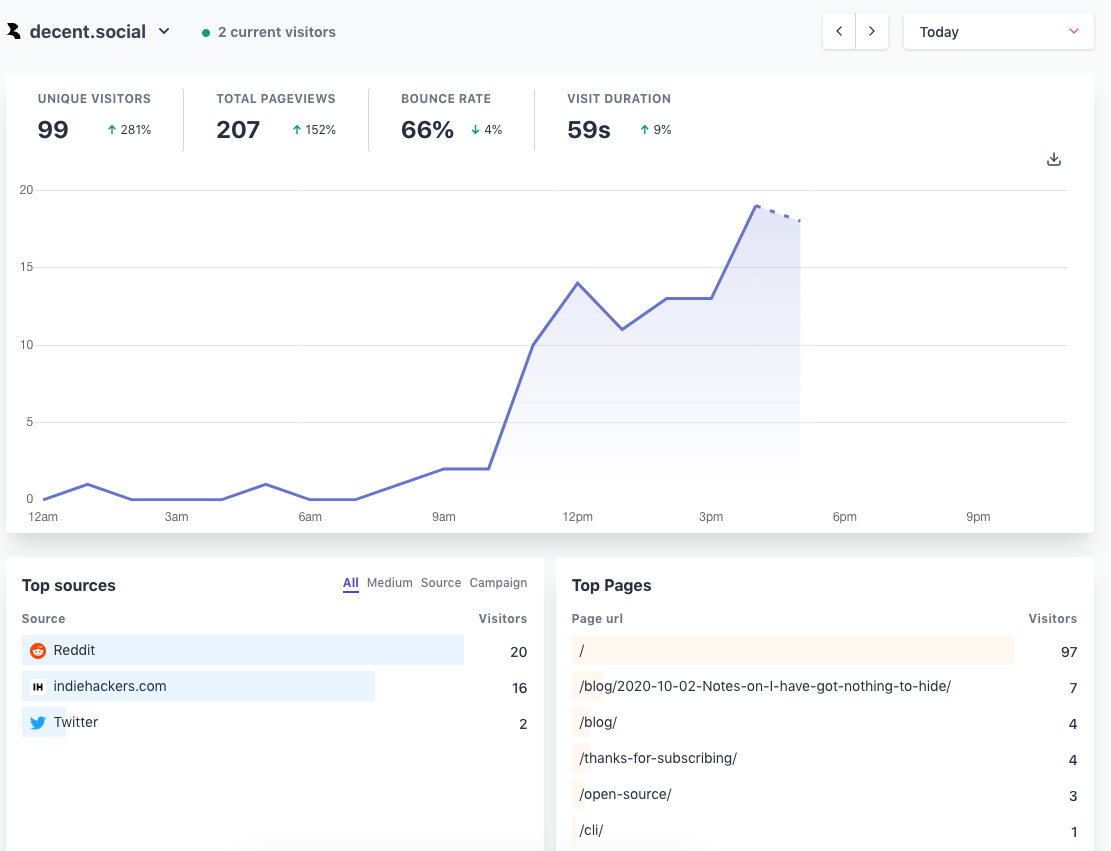 decent.social
2 current visitors
Today
UNIQUE VISITORS
99
281%
TOTAL PAGEVIEWS
207
152%
BOUNCE RATE
66%
4%
VISIT DURATION
59s
9%
20
15
10
5
0
12am 3am 6am 9am 12pm 3pm 6pm 9pm
Top sources
All Medium Source Campaign
Source Visitors
Reddit 20
IH indiehackers.com 16
Twitter 2
Top Pages
Page url Visitors
/ 97
/blog/2020-10-02-Notes-on-I-have-got-nothing-to-hide/ 7
/blog/ 4
/thanks-for-subscribing/ 4
/open-source/ 3
/cli/ 1